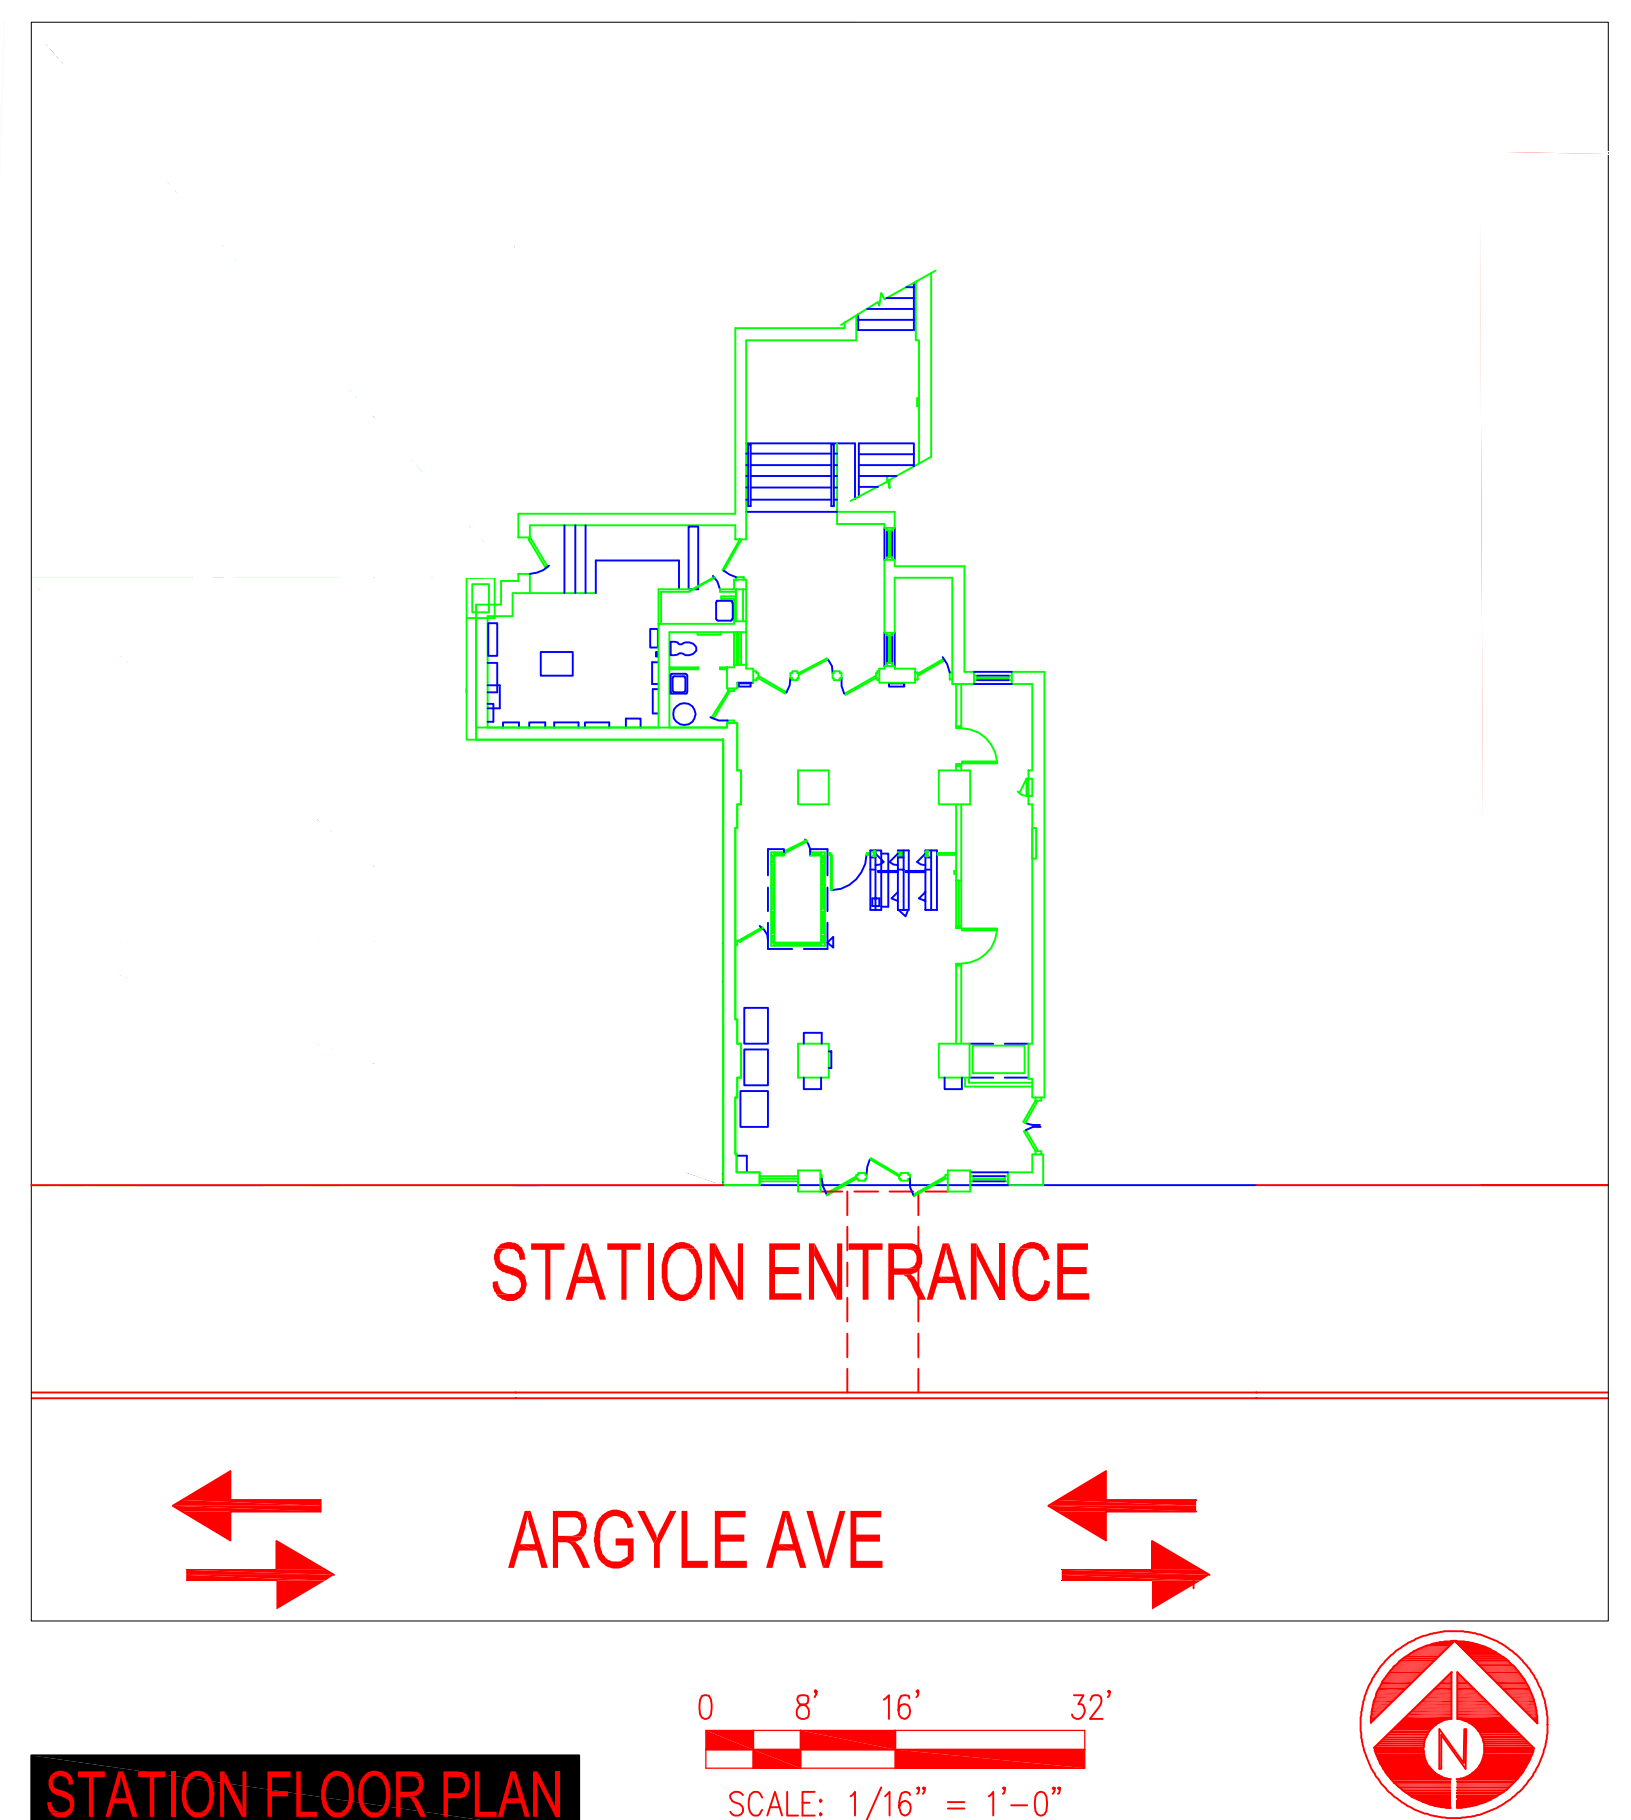 STATION ENTRANCE
ARGYLE AVE
0 8' 16' 32'
N
STATION FLOOR PLAN
SCALE: 1/16" = 1'-0"